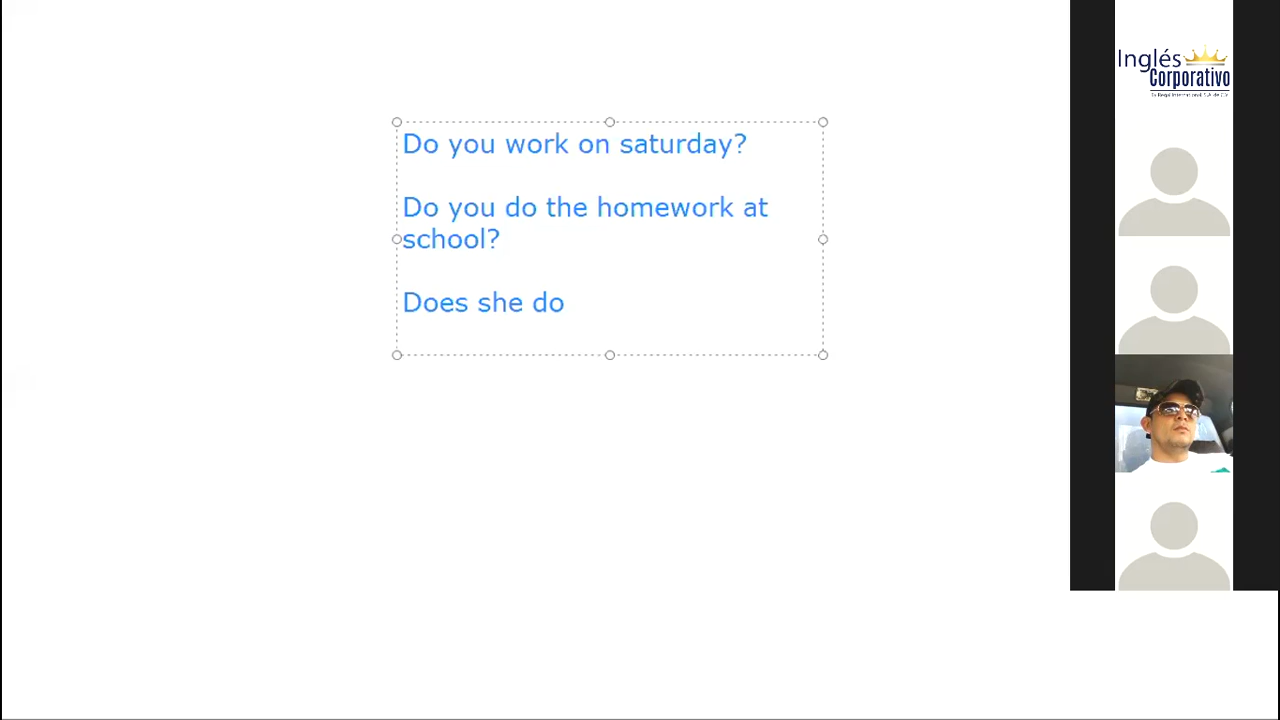 Inglés
Corporativo
Do you work on saturday?
Do you do the homework at
school?
Does she do